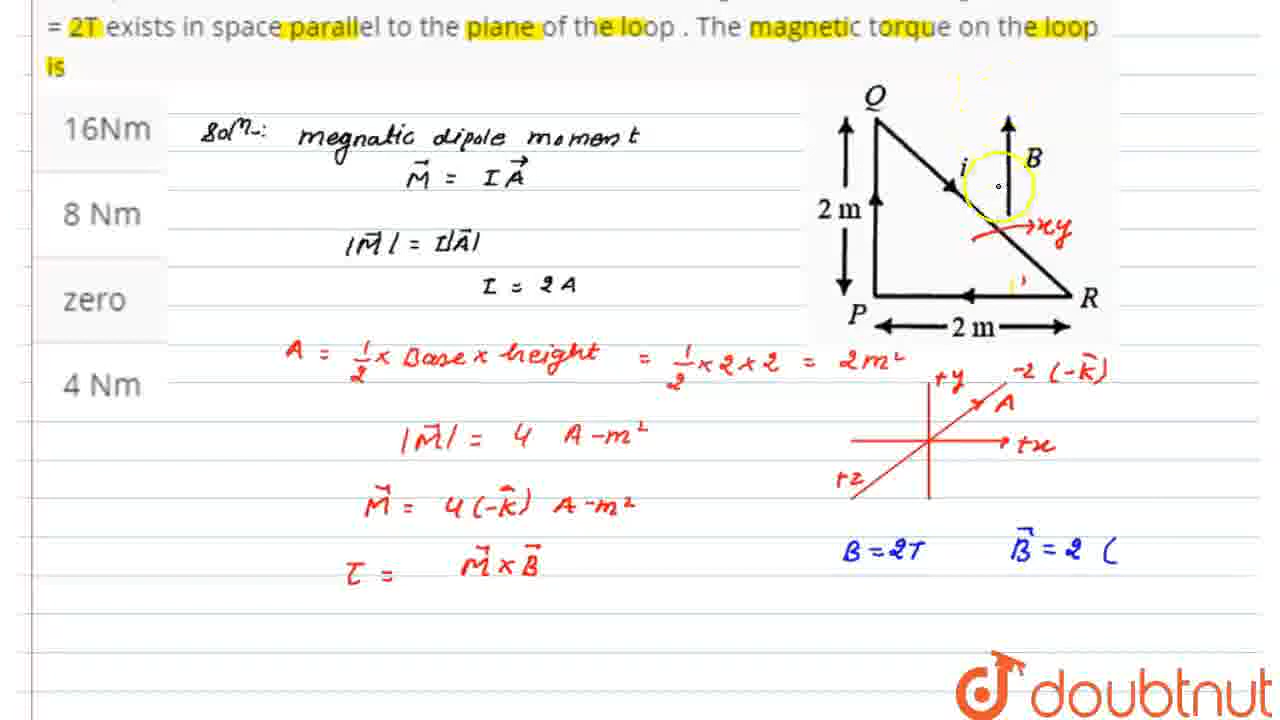 = 2T exists in space parallel to the plane of the loop . The magnetic torque on the loop
is
16Nm
8 Nm
zero
4 Nm
Solⁿ:
megnatic dipole moment
M⃗ = I A⃗
|M⃗| = I|A⃗|
I = 2A
A = 1/2 × Base × height = 1/2 × 2 × 2 = 2m²
|M⃗| = 4 A-m²
M⃗ = 4(-k̂) A-m²
τ = M⃗ × B⃗
Q
i
B
2 m
xy
P
R
2 m
+y
-2 (-k̂)
A
+x
+z
B = 2T
B⃗ = 2 (
doubtnut